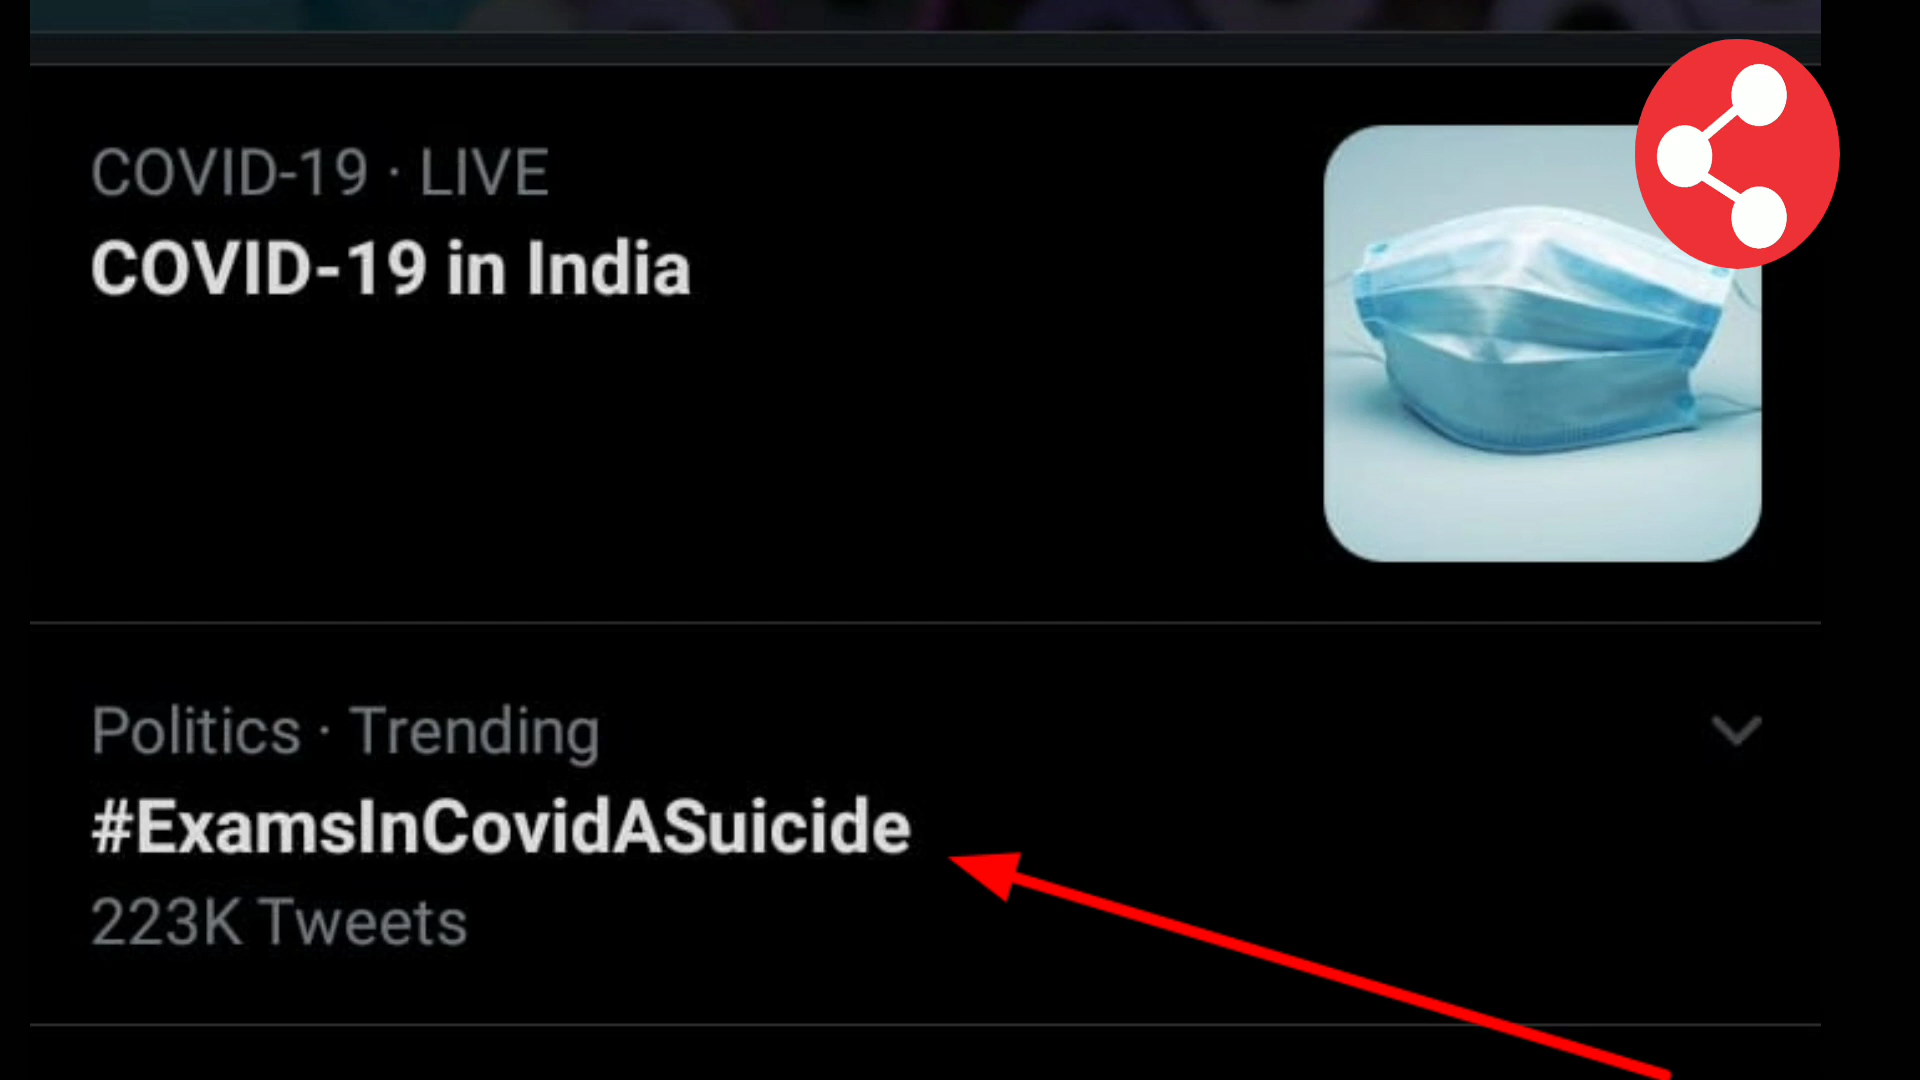 COVID-19 · LIVE
COVID-19 in India
Politics · Trending
#ExamsInCovidASuicide
223K Tweets